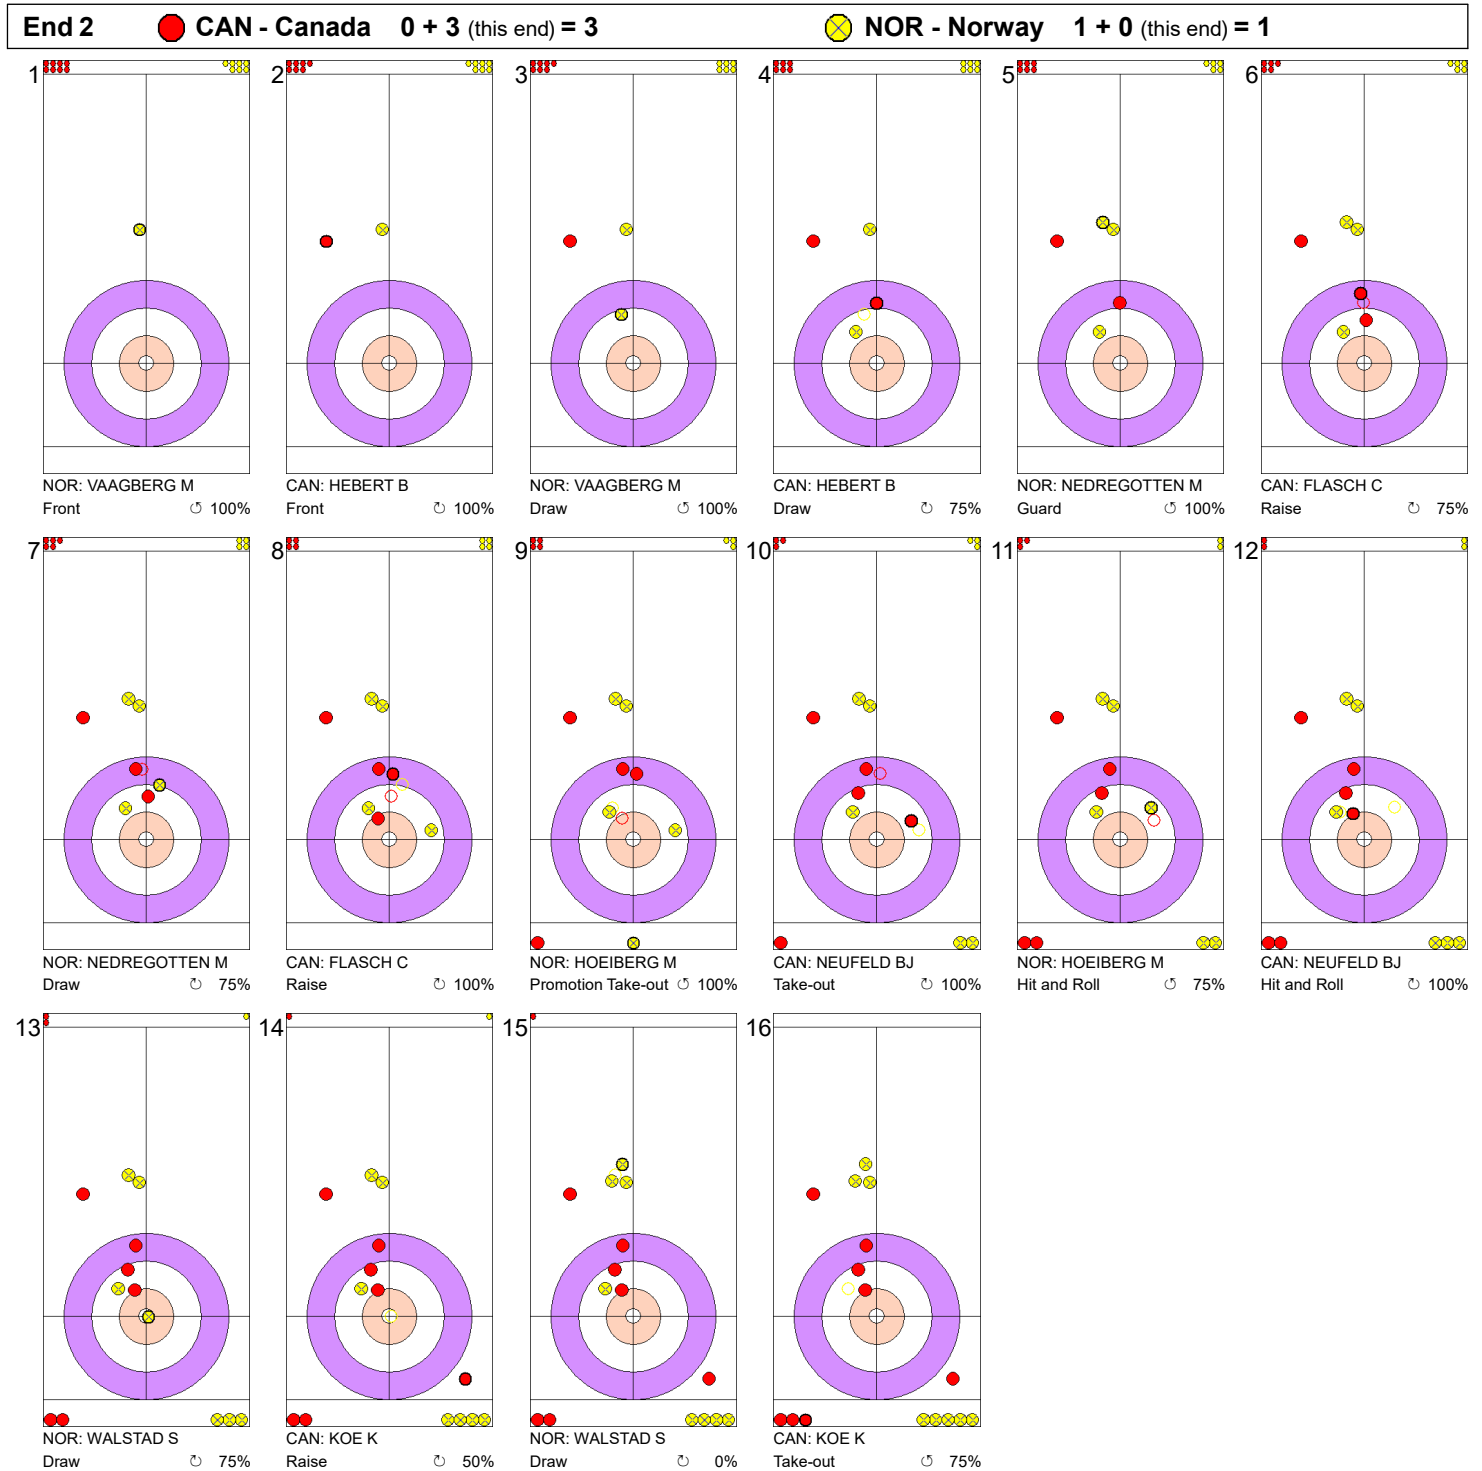 End 2 CAN - Canada 0 + 3 (this end) = 3 NOR - Norway 1 + 0 (this end) = 1
1 2 3 4 5 6
NOR: VAAGBERG M CAN: HEBERT B NOR: VAAGBERG M CAN: HEBERT B NOR: NEDREGOTTEN M CAN: FLASCH C
Front ↺ 100% Front ↻ 100% Draw ↺ 100% Draw ↻ 75% Guard ↺ 100% Raise ↻ 75%
7 8 9 10 11 12
NOR: NEDREGOTTEN M CAN: FLASCH C NOR: HOEIBERG M CAN: NEUFELD BJ NOR: HOEIBERG M CAN: NEUFELD BJ
Draw ↻ 75% Raise ↻ 100% Promotion Take-out ↺ 100% Take-out ↻ 100% Hit and Roll ↺ 75% Hit and Roll ↻ 100%
13 14 15 16
NOR: WALSTAD S CAN: KOE K NOR: WALSTAD S CAN: KOE K
Draw ↻ 75% Raise ↻ 50% Draw ↻ 0% Take-out ↻ 75%